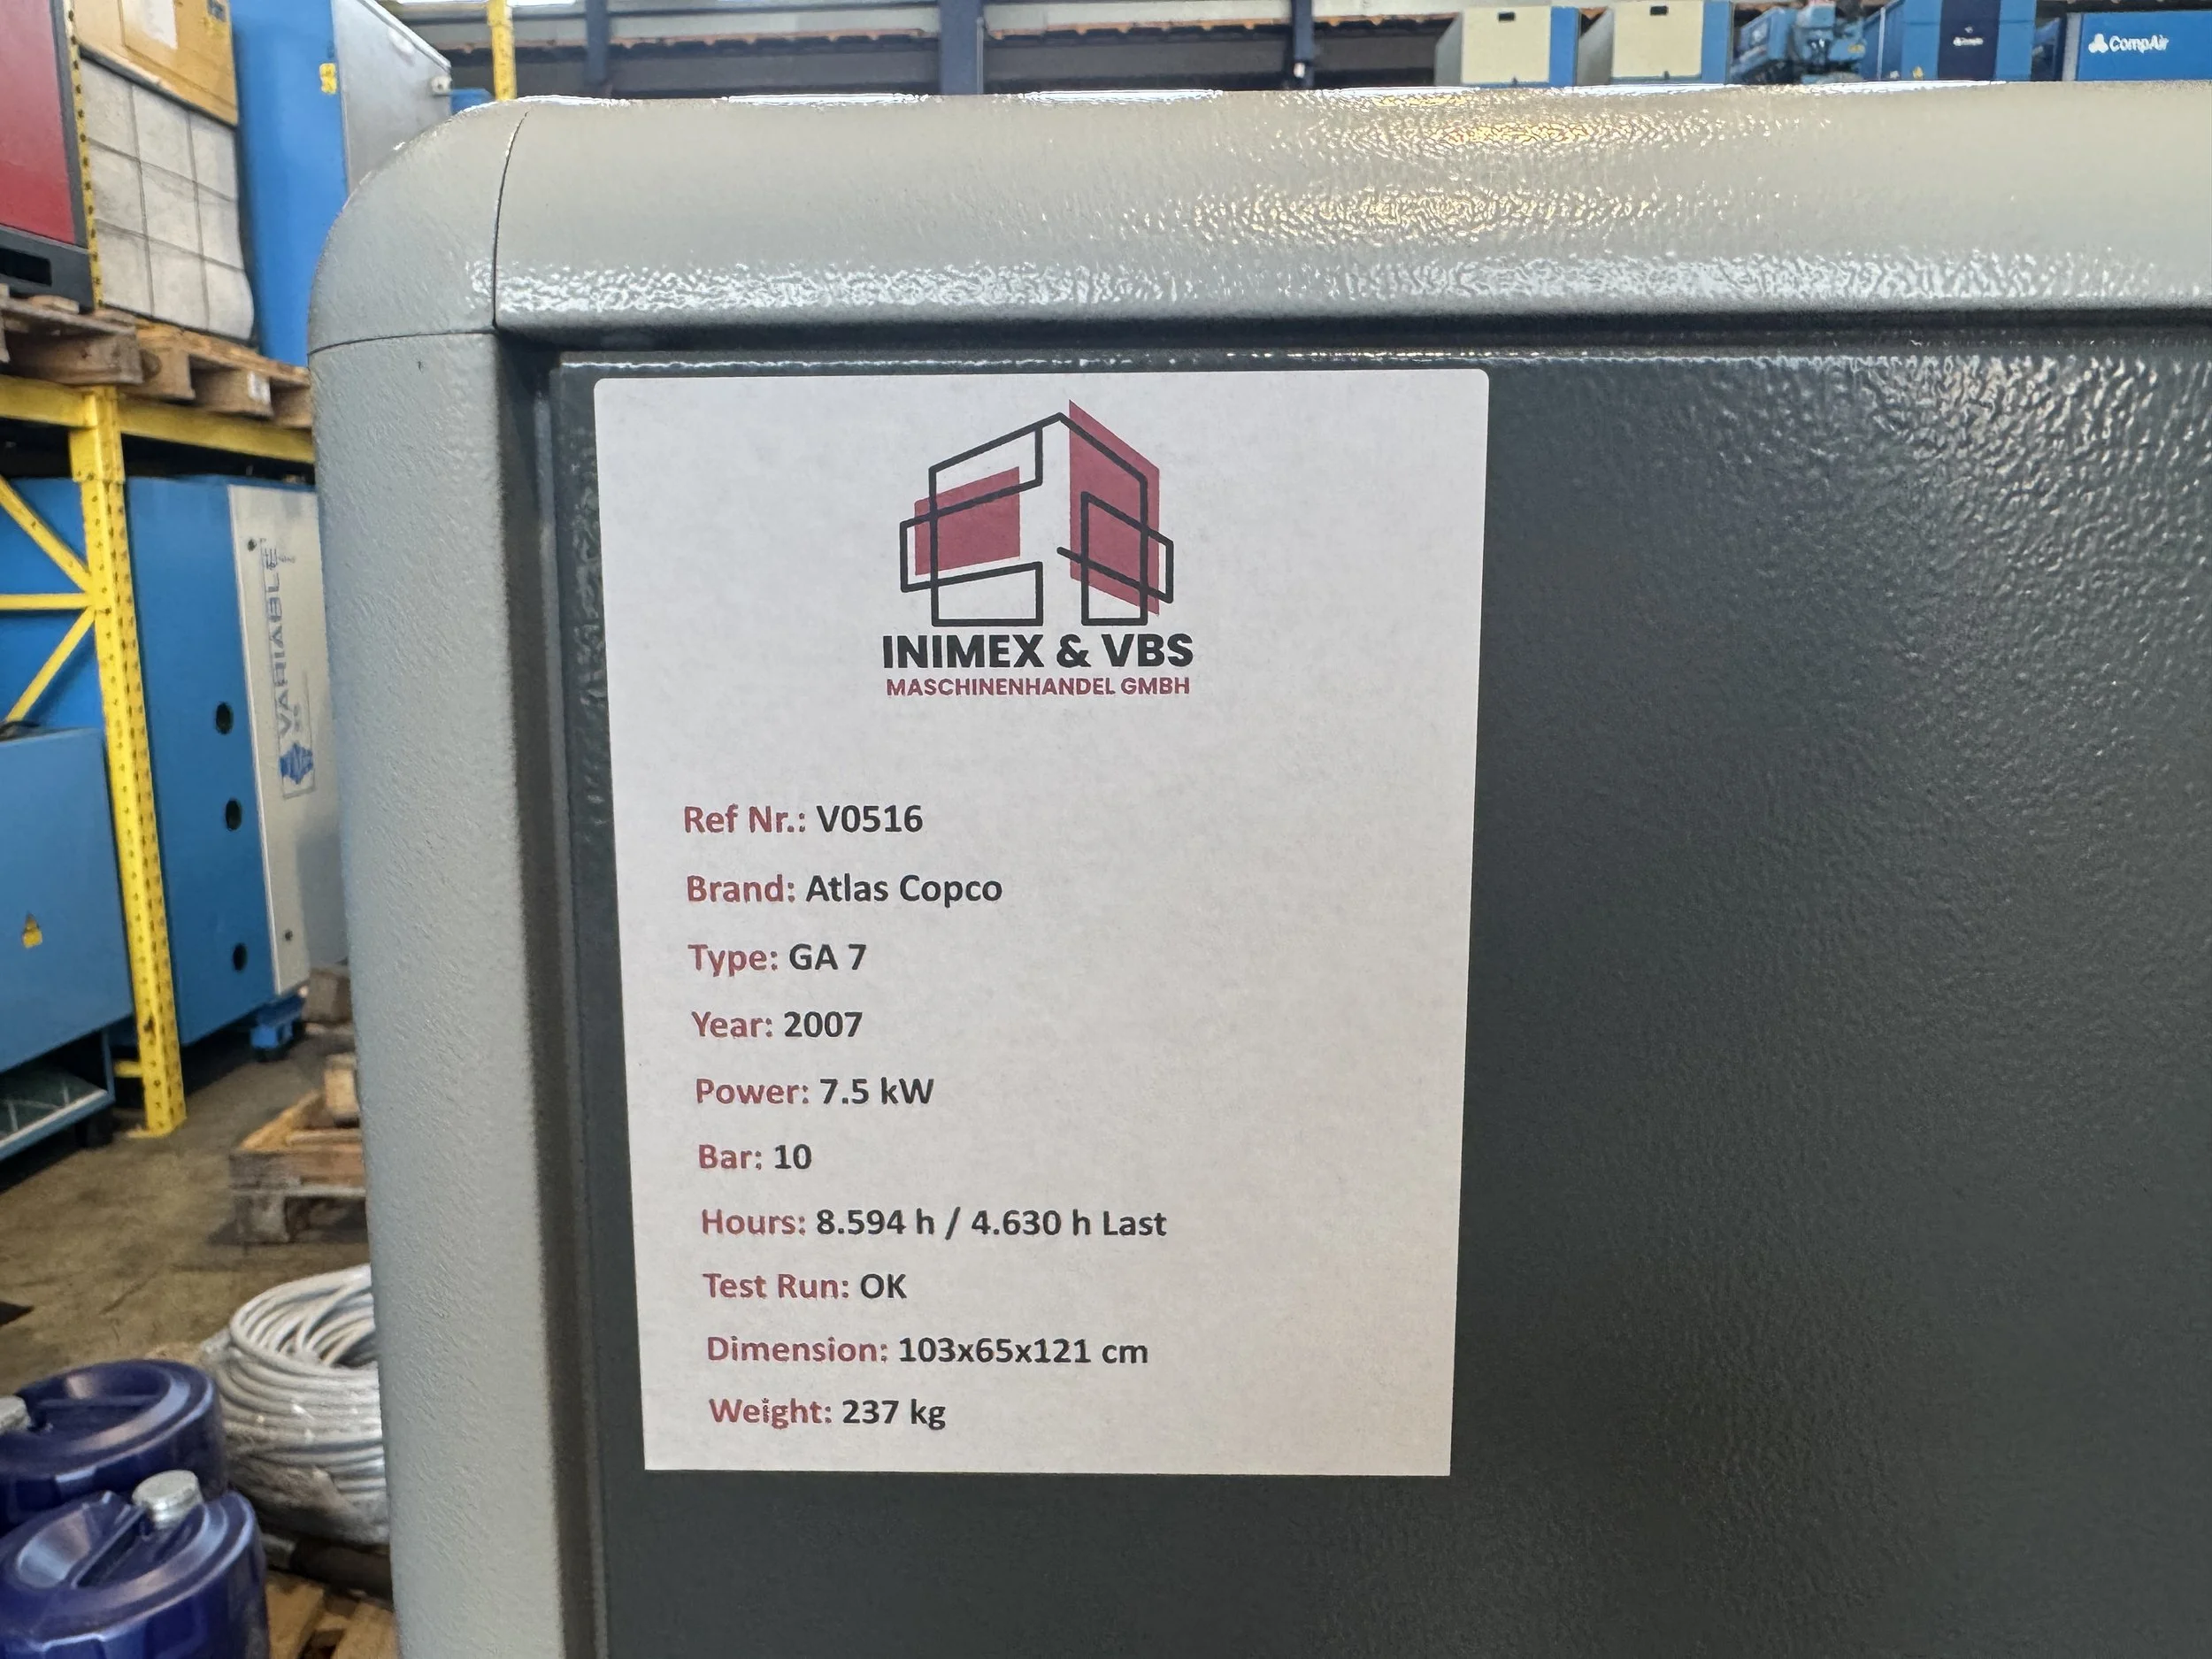 CompAir
VARIABLE
INIMEX & VBS
MASCHINENHANDEL GMBH
Ref Nr.: V0516
Brand: Atlas Copco
Type: GA 7
Year: 2007
Power: 7.5 kW
Bar: 10
Hours: 8.594 h / 4.630 h Last
Test Run: OK
Dimension: 103x65x121 cm
Weight: 237 kg